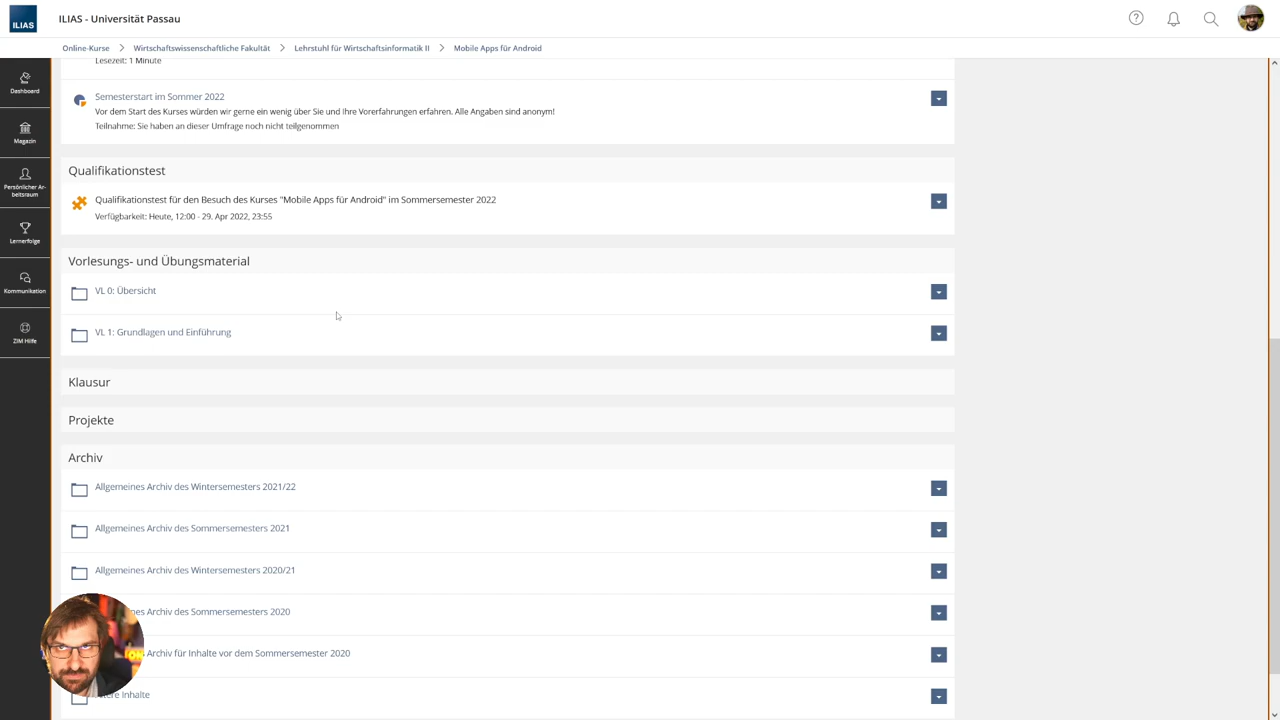 ILIAS
ILIAS - Universität Passau
Online-Kurse
Wirtschaftswissenschaftliche Fakultät
Lehrstuhl für Wirtschaftsinformatik II
Mobile Apps für Android
Dashboard
Magazin
Persönlicher Ar-
beitsraum
Lernerfolge
Kommunikation
ZIM Hilfe
Lesezeit: 1 Minute
Semesterstart im Sommer 2022
Vor dem Start des Kurses würden wir gerne ein wenig über Sie und Ihre Vorerfahrungen erfahren. Alle Angaben sind anonym!
Teilnahme: Sie haben an dieser Umfrage noch nicht teilgenommen
Qualifikationstest
Qualifikationstest für den Besuch des Kurses "Mobile Apps für Android" im Sommersemester 2022
Verfügbarkeit: Heute, 12:00 - 29. Apr 2022, 23:55
Vorlesungs- und Übungsmaterial
VL 0: Übersicht
VL 1: Grundlagen und Einführung
Klausur
Projekte
Archiv
Allgemeines Archiv des Wintersemesters 2021/22
Allgemeines Archiv des Sommersemesters 2021
Allgemeines Archiv des Wintersemesters 2020/21
nes Archiv des Sommersemesters 2020
Archiv für Inhalte vor dem Sommersemester 2020
Inhalte